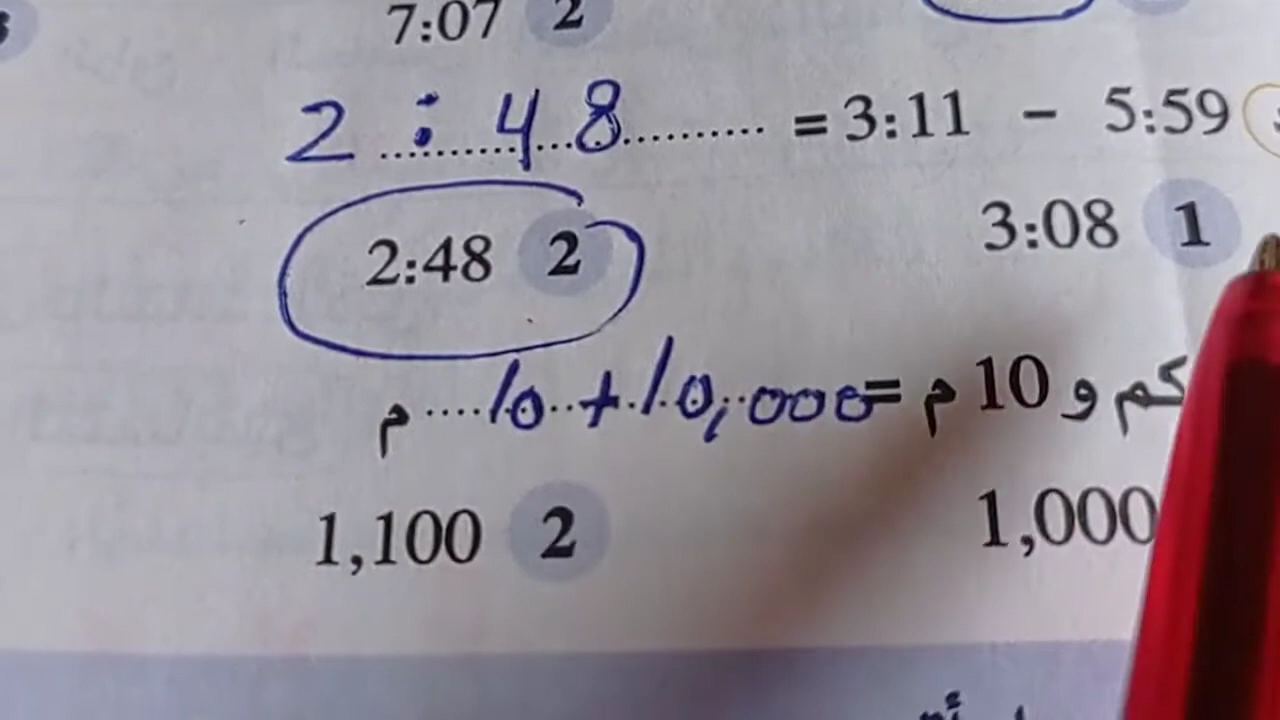 7:07 2
5:59 - 3:11 = 2 : 48
3:08 1
2:48 2
كم و 10 م = 10,000 + 10 م
1,000
1,100 2